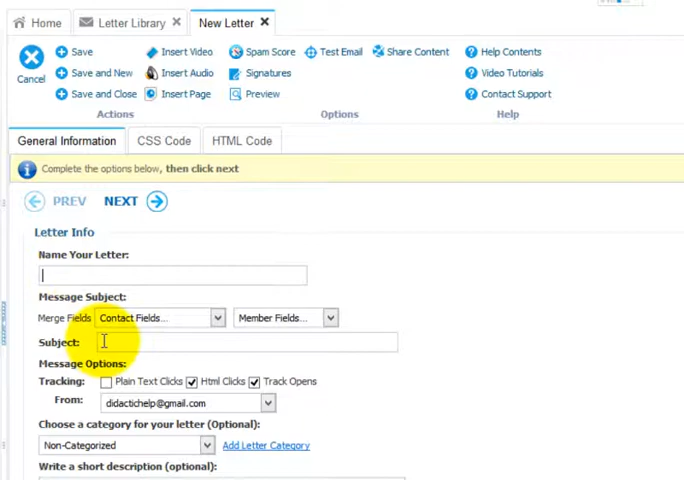 Home Letter Library New Letter
Save Insert Video Spam Score Test Email Share Content Help Contents
Cancel Save and New Insert Audio Signatures Video Tutorials
Save and Close Insert Page Preview Contact Support
Actions Options Help
General Information CSS Code HTML Code
Complete the options below, then click next
PREV NEXT
Letter Info
Name Your Letter:
Message Subject:
Merge Fields Contact Fields... Member Fields...
Subject:
Message Options:
Tracking: Plain Text Clicks Html Clicks Track Opens
From: didactichelp@gmail.com
Choose a category for your letter (Optional):
Non-Categorized Add Letter Category
Write a short description (optional):